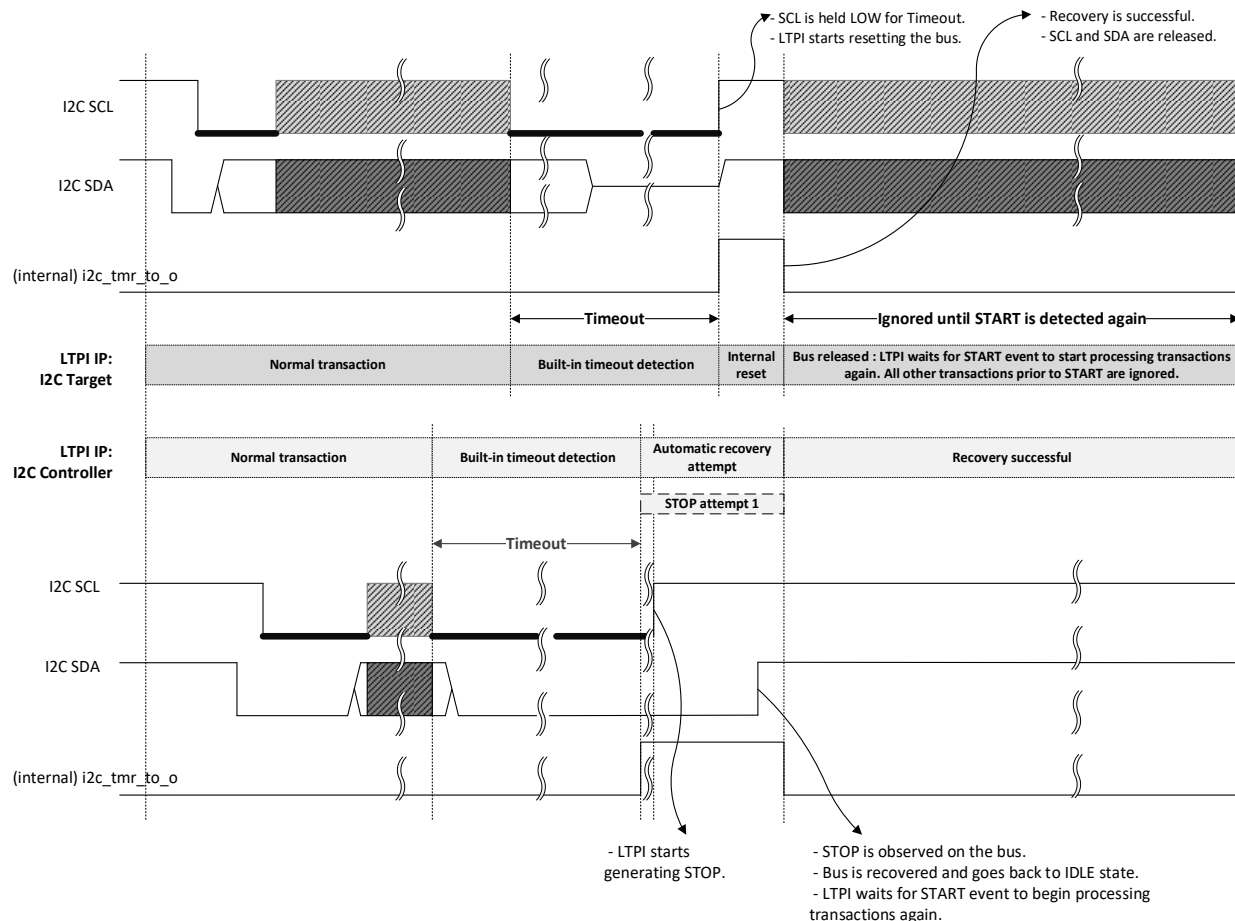 - SCL is held LOW for Timeout.
- LTPI starts resetting the bus.
- Recovery is successful.
- SCL and SDA are released.
I2C SCL
I2C SDA
(internal) i2c_tmr_to_o
Timeout
Ignored until START is detected again
LTPI IP:
I2C Target
Normal transaction
Built-in timeout detection
Internal
reset
Bus released : LTPI waits for START event to start processing transactions
again. All other transactions prior to START are ignored.
LTPI IP:
I2C Controller
Normal transaction
Built-in timeout detection
Automatic recovery
attempt
Recovery successful
STOP attempt 1
Timeout
I2C SCL
I2C SDA
(internal) i2c_tmr_to_o
- LTPI starts
generating STOP.
- STOP is observed on the bus.
- Bus is recovered and goes back to IDLE state.
- LTPI waits for START event to begin processing
transactions again.